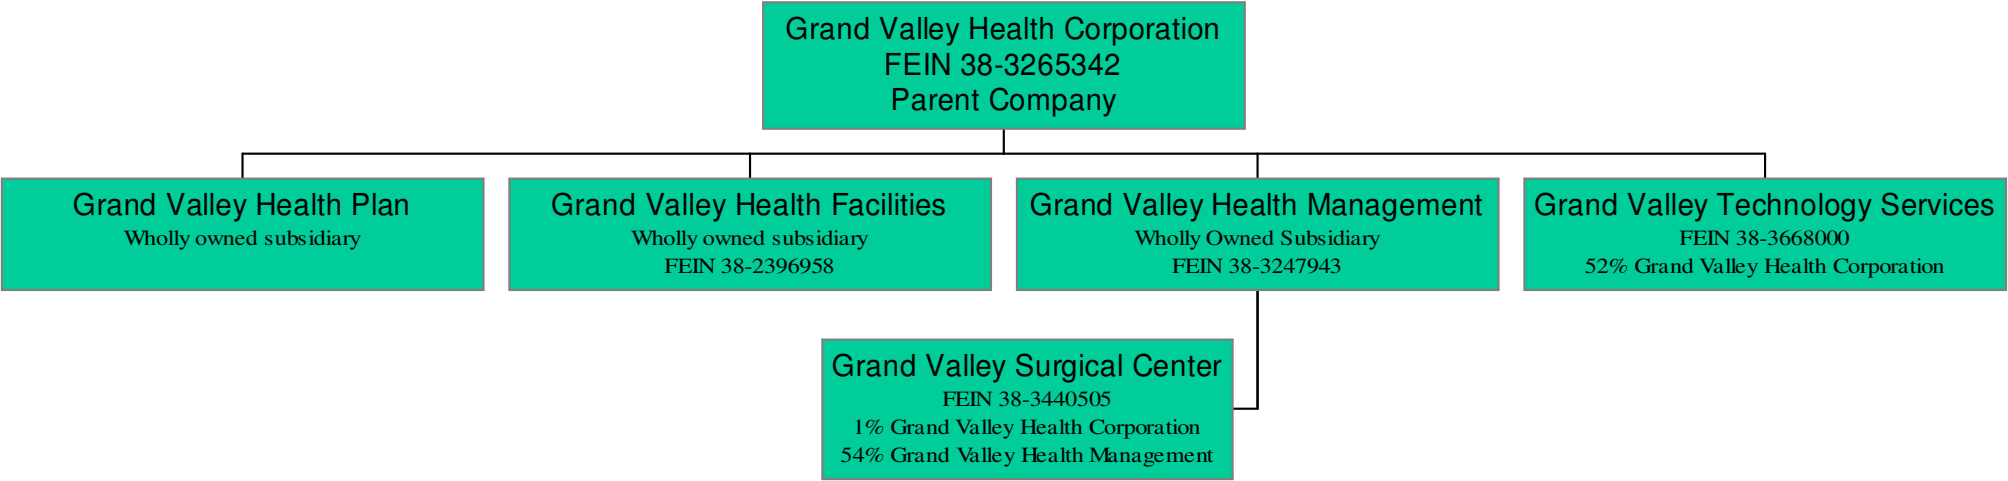 Grand Valley Health Corporation
FEIN 38-3265342
Parent Company
Grand Valley Health Plan
Wholly owned subsidiary
Grand Valley Health Facilities
Wholly owned subsidiary
FEIN 38-2396958
Grand Valley Health Management
Wholly Owned Subsidiary
FEIN 38-3247943
Grand Valley Technology Services
FEIN 38-3668000
52% Grand Valley Health Corporation
Grand Valley Surgical Center
FEIN 38-3440505
1% Grand Valley Health Corporation
54% Grand Valley Health Management